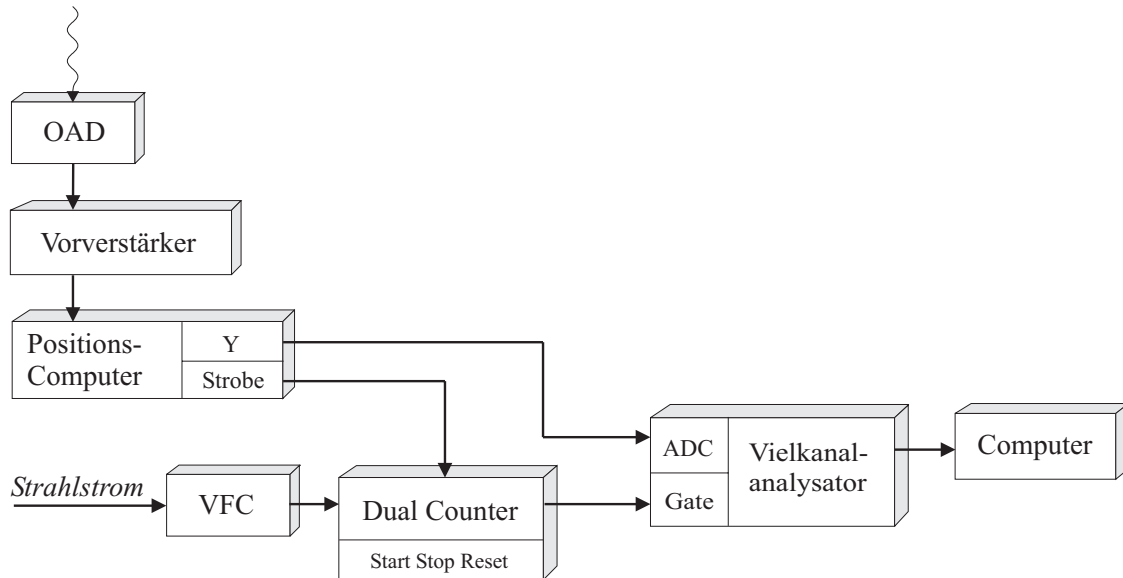 OAD
Vorverstärker
Positions-
Computer
Y
Strobe
Strahlstrom
VFC
Dual Counter
Start Stop Reset
ADC
Gate
Vielkanal-
analysator
Computer